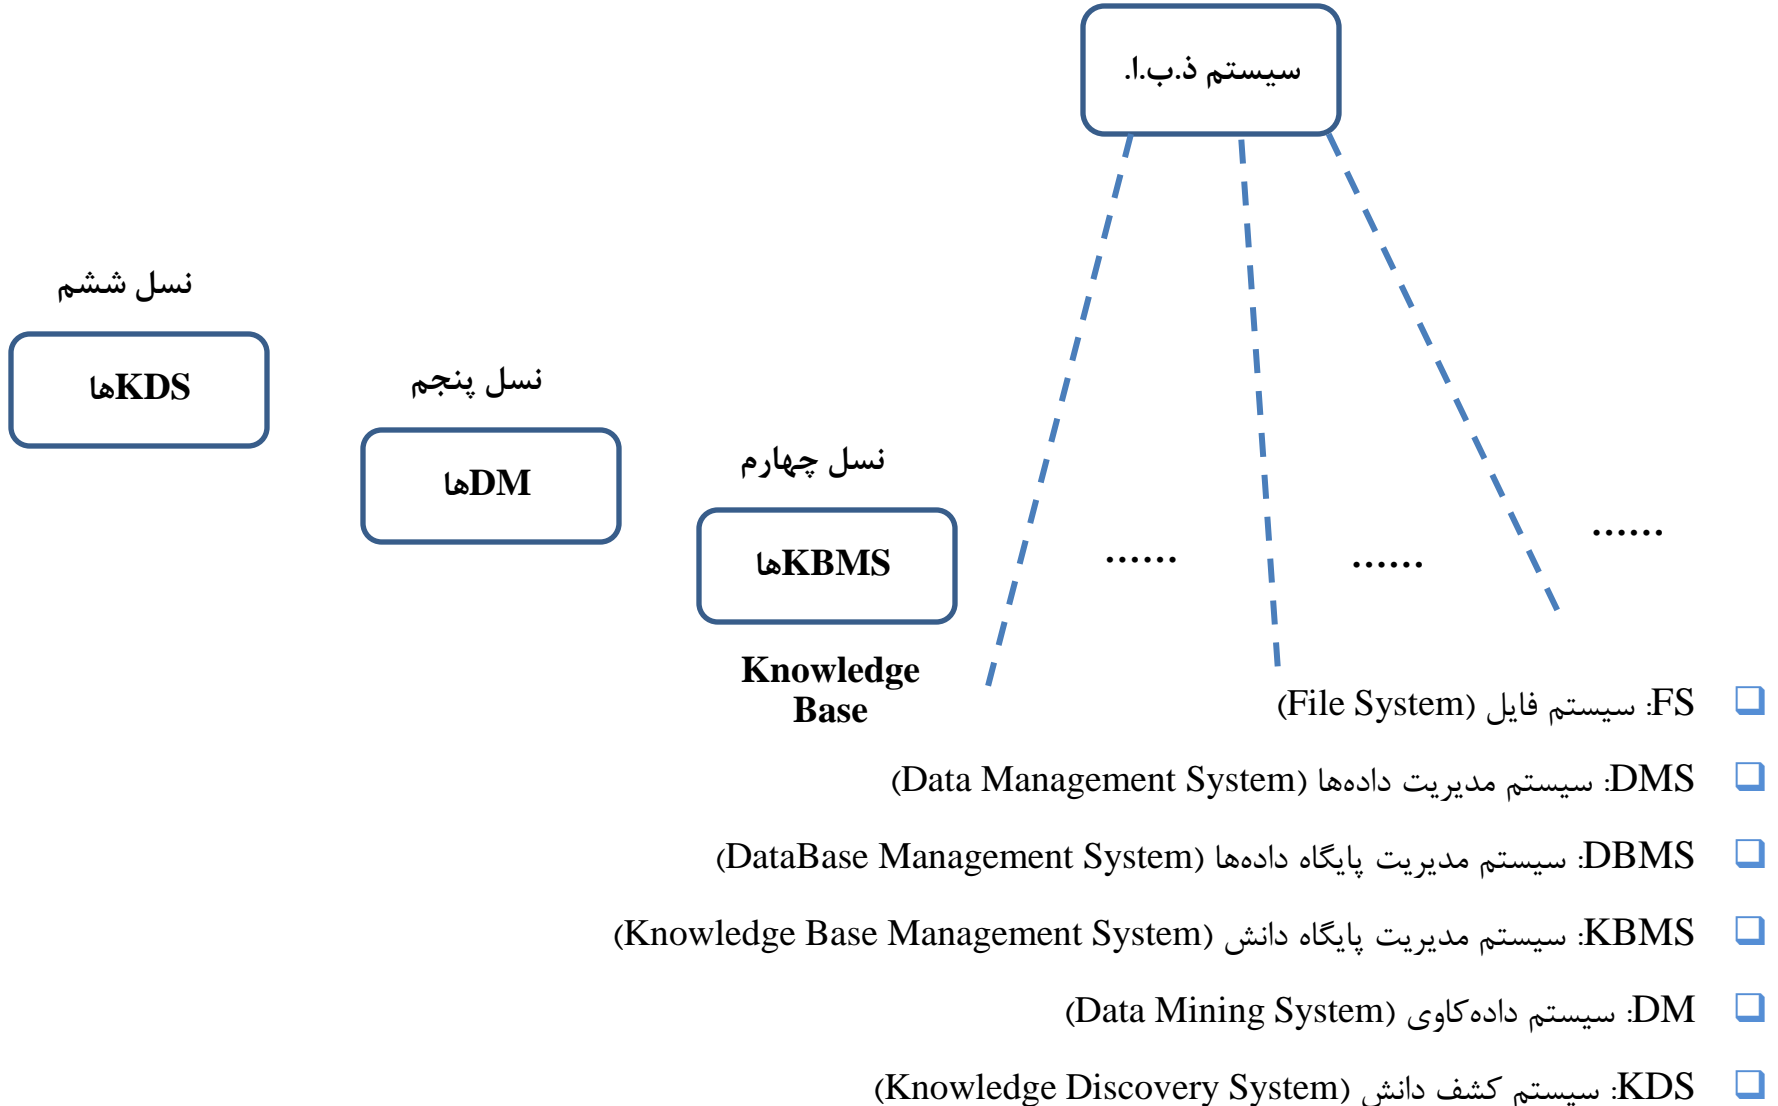 سیستم ذ.ب.ا.
نسل ششم
KDSها
نسل پنجم
DMها
نسل چهارم
KBMSها
Knowledge
Base
......
......
......
FS: سیستم فایل (File System)
DMS: سیستم مدیریت داده‌ها (Data Management System)
DBMS: سیستم مدیریت پایگاه داده‌ها (DataBase Management System)
KBMS: سیستم مدیریت پایگاه دانش (Knowledge Base Management System)
DM: سیستم داده‌کاوی (Data Mining System)
KDS: سیستم کشف دانش (Knowledge Discovery System)